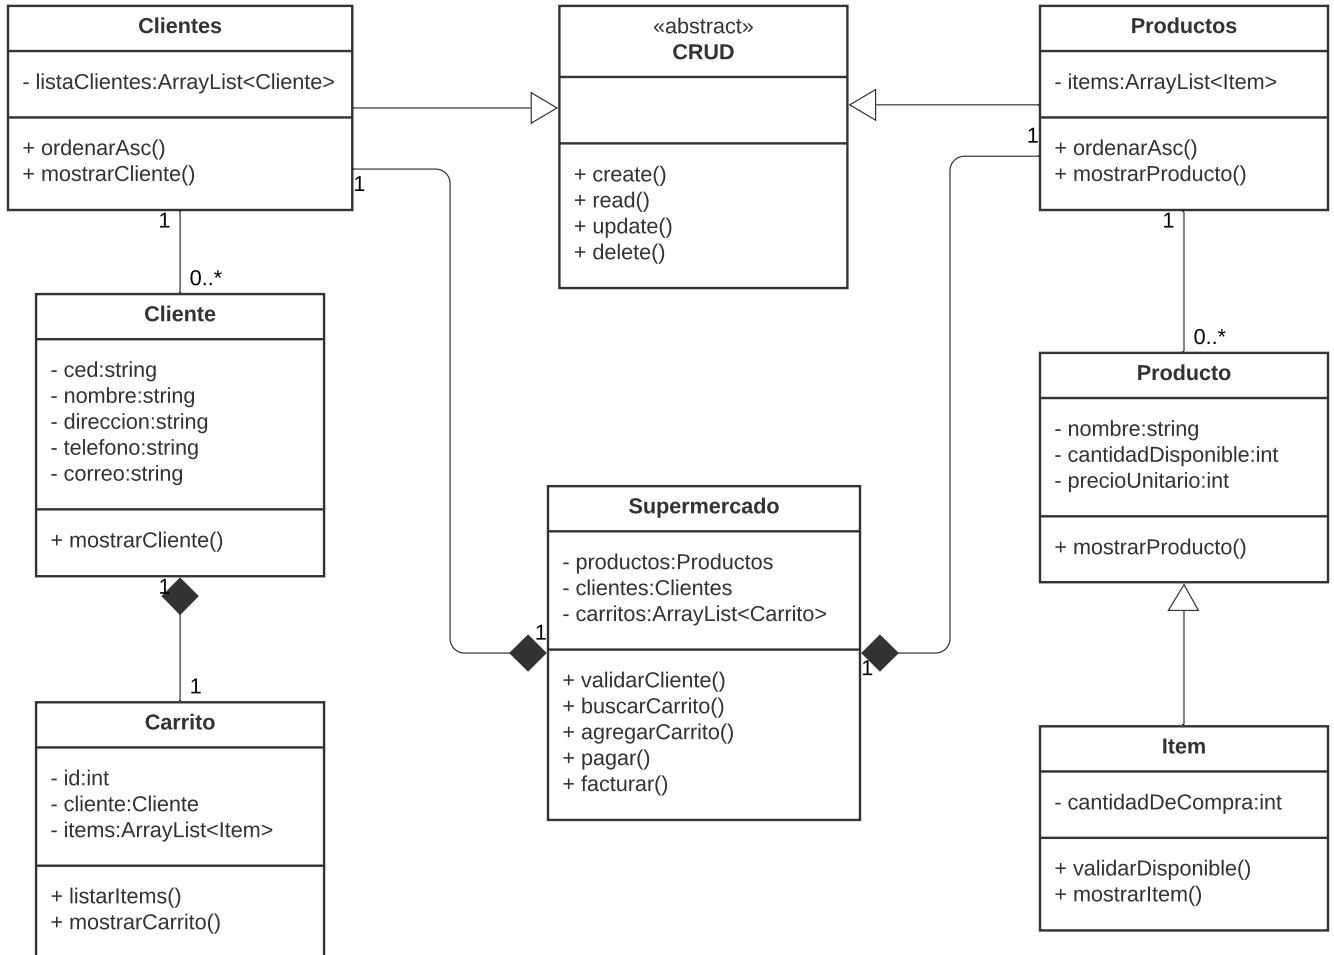 Clientes
- listaClientes:ArrayList<Cliente>
+ ordenarAsc()
+ mostrarCliente()
1
1
0..*
«abstract»
CRUD
+ create()
+ read()
+ update()
+ delete()
Productos
- items:ArrayList<Item>
+ ordenarAsc()
+ mostrarProducto()
1
1
0..*
Cliente
- ced:string
- nombre:string
- direccion:string
- telefono:string
- correo:string
+ mostrarCliente()
1
1
Carrito
- id:int
- cliente:Cliente
- items:ArrayList<Item>
+ listarItems()
+ mostrarCarrito()
Supermercado
- productos:Productos
- clientes:Clientes
- carritos:ArrayList<Carrito>
+ validarCliente()
+ buscarCarrito()
+ agregarCarrito()
+ pagar()
+ facturar()
1
1
Producto
- nombre:string
- cantidadDisponible:int
- precioUnitario:int
+ mostrarProducto()
Item
- cantidadDeCompra:int
+ validarDisponible()
+ mostrarItem()